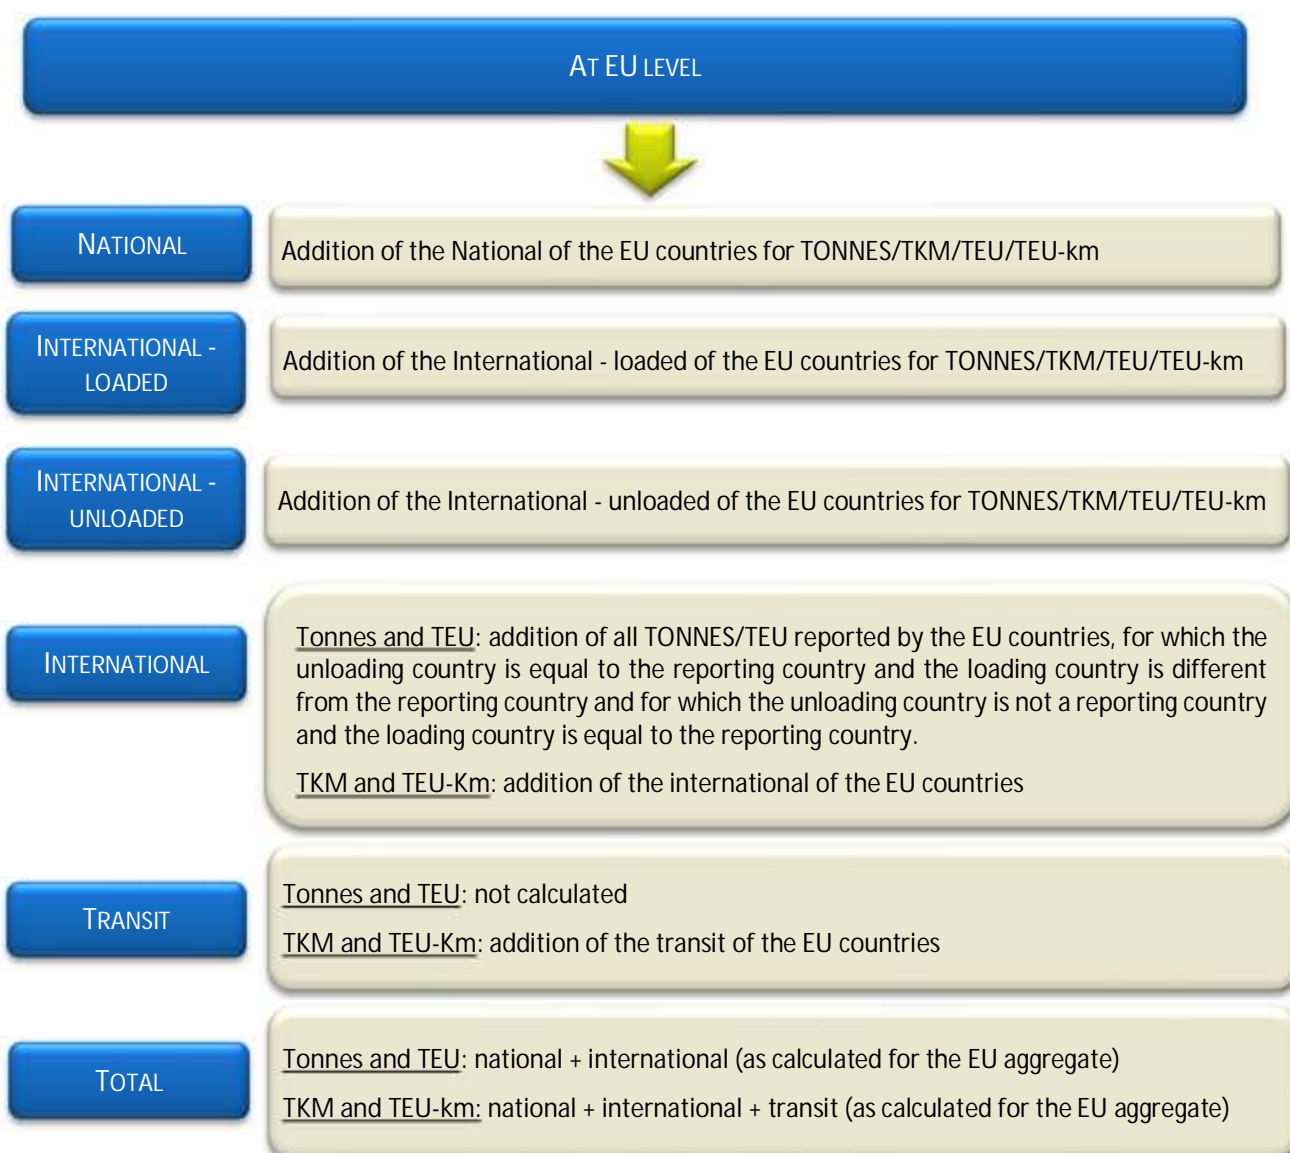 AT EU LEVEL
NATIONAL
Addition of the National of the EU countries for TONNES/TKM/TEU/TEU-km
INTERNATIONAL -
LOADED
Addition of the International - loaded of the EU countries for TONNES/TKM/TEU/TEU-km
INTERNATIONAL -
UNLOADED
Addition of the International - unloaded of the EU countries for TONNES/TKM/TEU/TEU-km
INTERNATIONAL
Tonnes and TEU: addition of all TONNES/TEU reported by the EU countries, for which the
unloading country is equal to the reporting country and the loading country is different
from the reporting country and for which the unloading country is not a reporting country
and the loading country is equal to the reporting country.
TKM and TEU-Km: addition of the international of the EU countries
TRANSIT
Tonnes and TEU: not calculated
TKM and TEU-Km: addition of the transit of the EU countries
TOTAL
Tonnes and TEU: national + international (as calculated for the EU aggregate)
TKM and TEU-km: national + international + transit (as calculated for the EU aggregate)